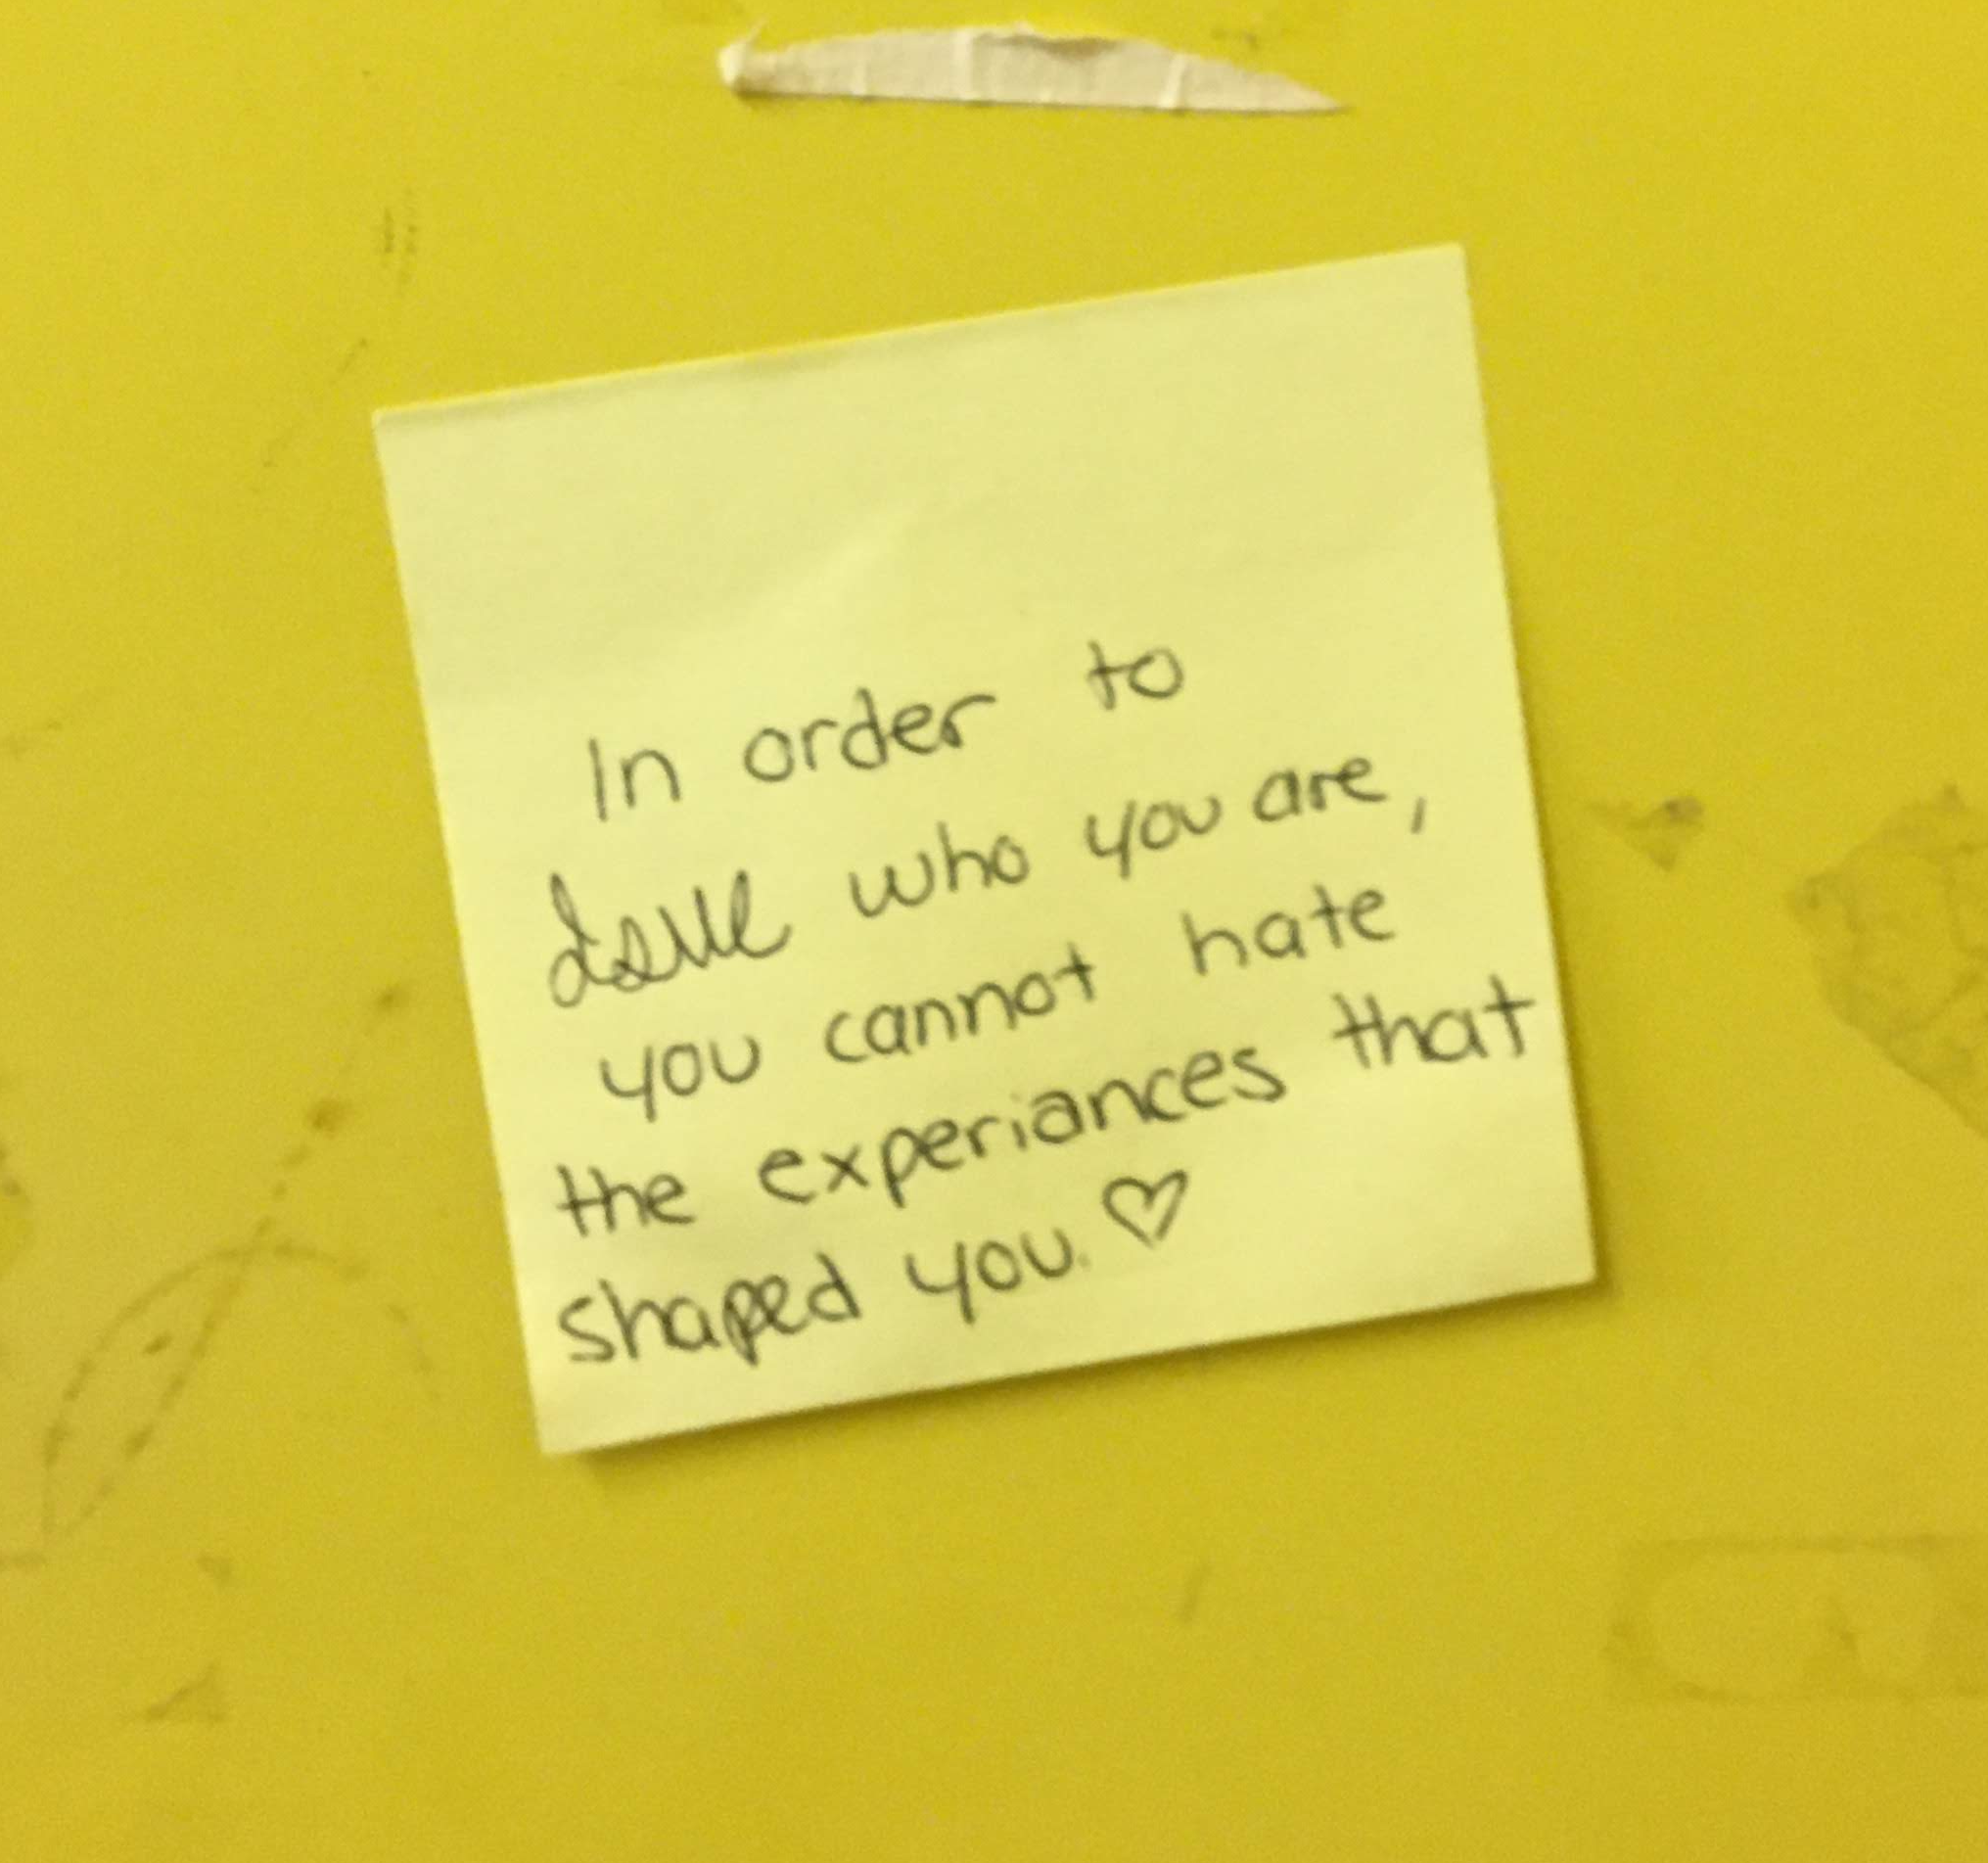 In order to
Love who you are,
you cannot hate
the experiances that
shaped you. ♡